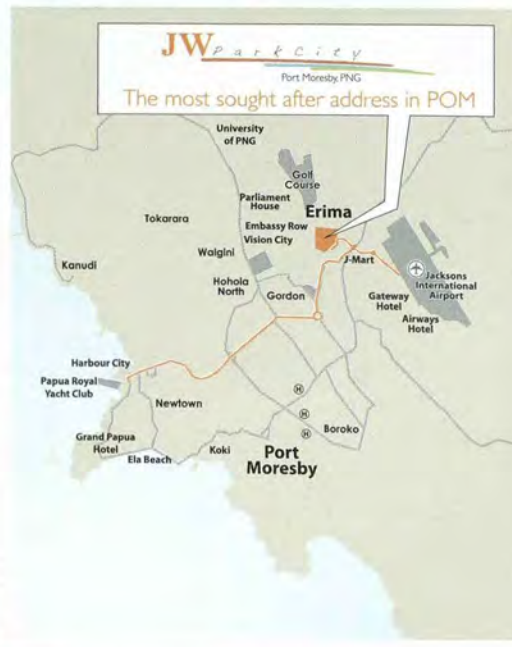 JW ParkCity
Port Moresby, PNG
The most sought after address in POM
University
of PNG
Golf
Course
Parliament
House
Erima
Tokarara
Embassy Row
Vision City
Waigini
J-Mart
Kanudi
Hohola
North
Gordon
Jacksons
International
Airport
Gateway
Hotel
Airways
Hotel
Harbour City
Papua Royal
Yacht Club
Newtown
H
H
H
Grand Papua
Hotel
Ela Beach
Koki
Boroko
Port
Moresby